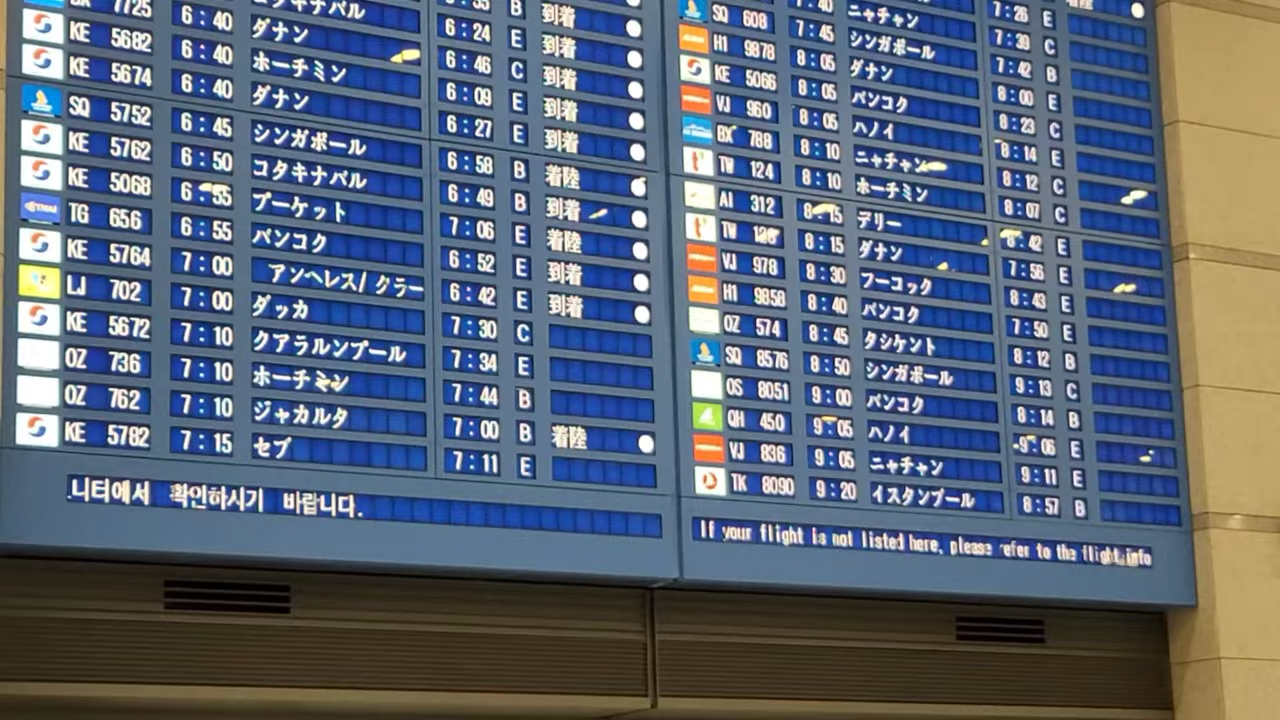 7725 6:40 ダナン 6:46 C 到着
KE 5682 6:40 ホーチミン 6:09 E 到着
KE 5674 6:40 ダナン 6:27 E 到着
SQ 5752 6:45 シンガポール 6:58 B 着陸
KE 5762 6:50 コタキナバル 6:49 B 到着
KE 5068 6:55 プーケット 7:06 E 着陸
TG 656 6:55 バンコク 6:52 E 到着
KE 5764 7:00 アンヘレス/ クラー 6:42 E 到着
LJ 702 7:00 ダッカ 7:30 C
KE 5672 7:10 クアラルンプール 7:34 E
OZ 736 7:10 ホーチミン 7:44 B
OZ 762 7:10 ジャカルタ 7:00 B 着陸
KE 5782 7:15 セブ 7:11 E
.니터에서 확인하시기 바랍니다.
7:40 ニャチャン 7:39 C
SQ 608 7:45 シンガポール 7:42 B
H1 9878 8:05 ダナン 8:00 E
KE 5066 8:05 バンコク 8:23 C
VJ 960 8:05 ハノイ 8:14 E
BX 788 8:10 ニャチャン 8:12 C
TW 124 8:10 ホーチミン 8:07 C
AI 312 8:15 デリー 8:42 E
TW 126 8:15 ダナン 7:56 E
VJ 978 8:30 フーコック 8:43 E
H1 9858 8:40 バンコク 7:50 E
OZ 574 8:45 タシケント 8:12 B
SQ 8576 8:50 シンガポール 9:13 C
OS 8051 9:00 バンコク 8:14 B
QH 450 9:05 ハノイ 9:06 E
VJ 836 9:05 ニャチャン 9:11 E
TK 8090 9:20 イスタンブール 8:57 B
If your flight is not listed here, please refer to the flight info